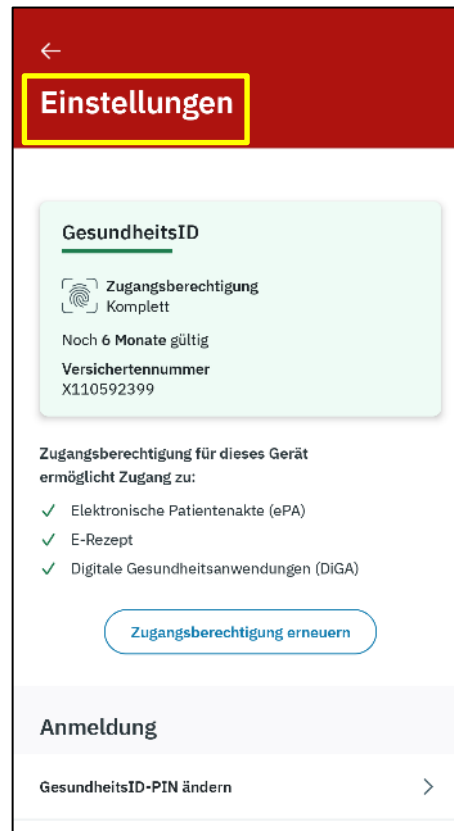 Einstellungen
GesundheitsID
Zugangsberechtigung
Komplett
Noch 6 Monate gültig
Versichertennummer
X110592399
Zugangsberechtigung für dieses Gerät
ermöglicht Zugang zu:
Elektronische Patientenakte (ePA)
E-Rezept
Digitale Gesundheitsanwendungen (DiGA)
Zugangsberechtigung erneuern
Anmeldung
GesundheitsID-PIN ändern